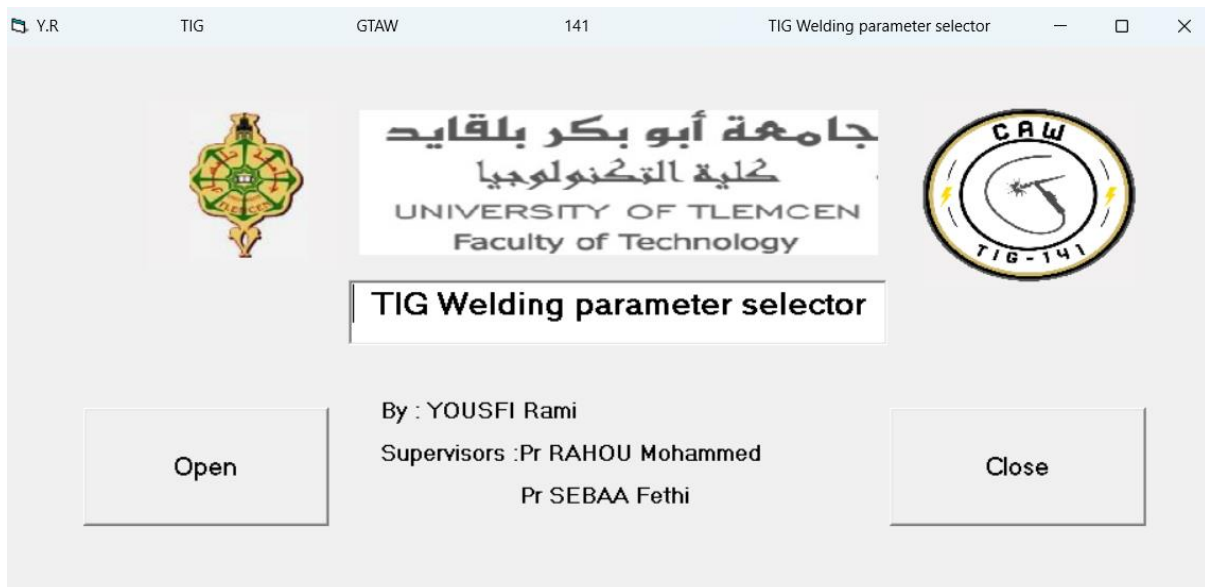 Y.R TIG GTAW 141 TIG Welding parameter selector
جامعة أبو بكر بلقايد
كلية التكنولوجيا
UNIVERSITY OF TLEMCEN
Faculty of Technology
TLEMCEN
CAW
TIG-141
TIG Welding parameter selector
By : YOUSFI Rami
Supervisors :Pr RAHOU Mohammed
Pr SEBAA Fethi
Open
Close